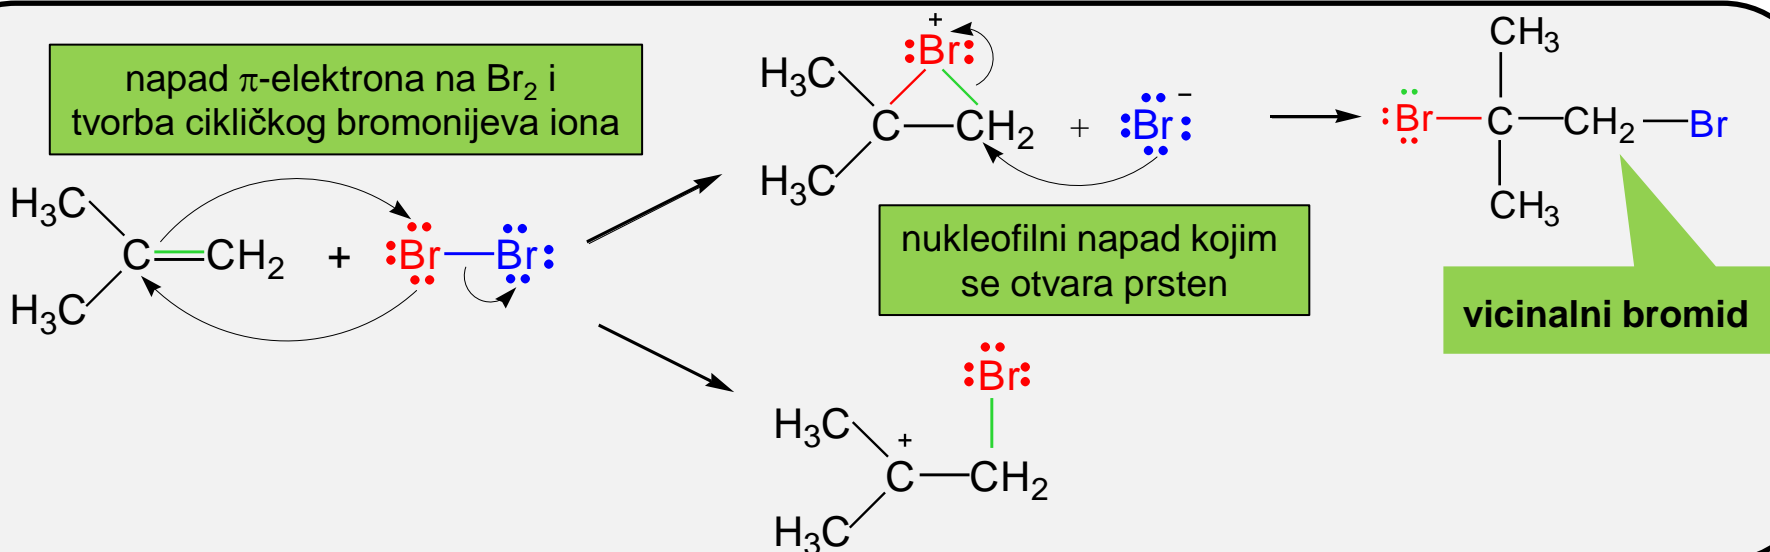 napad π-elektrona na Br₂ i
tvorba cikličkog bromonijeva iona
H₃C
H₃C
C
CH₂
+
Br
Br
H₃C
H₃C
+
Br
C
CH₂
+
Br
−
nukleofilni napad kojim
se otvara prsten
Br
C
CH₂
Br
CH₃
CH₃
vicinalni bromid
H₃C
H₃C
+
C
CH₂
Br